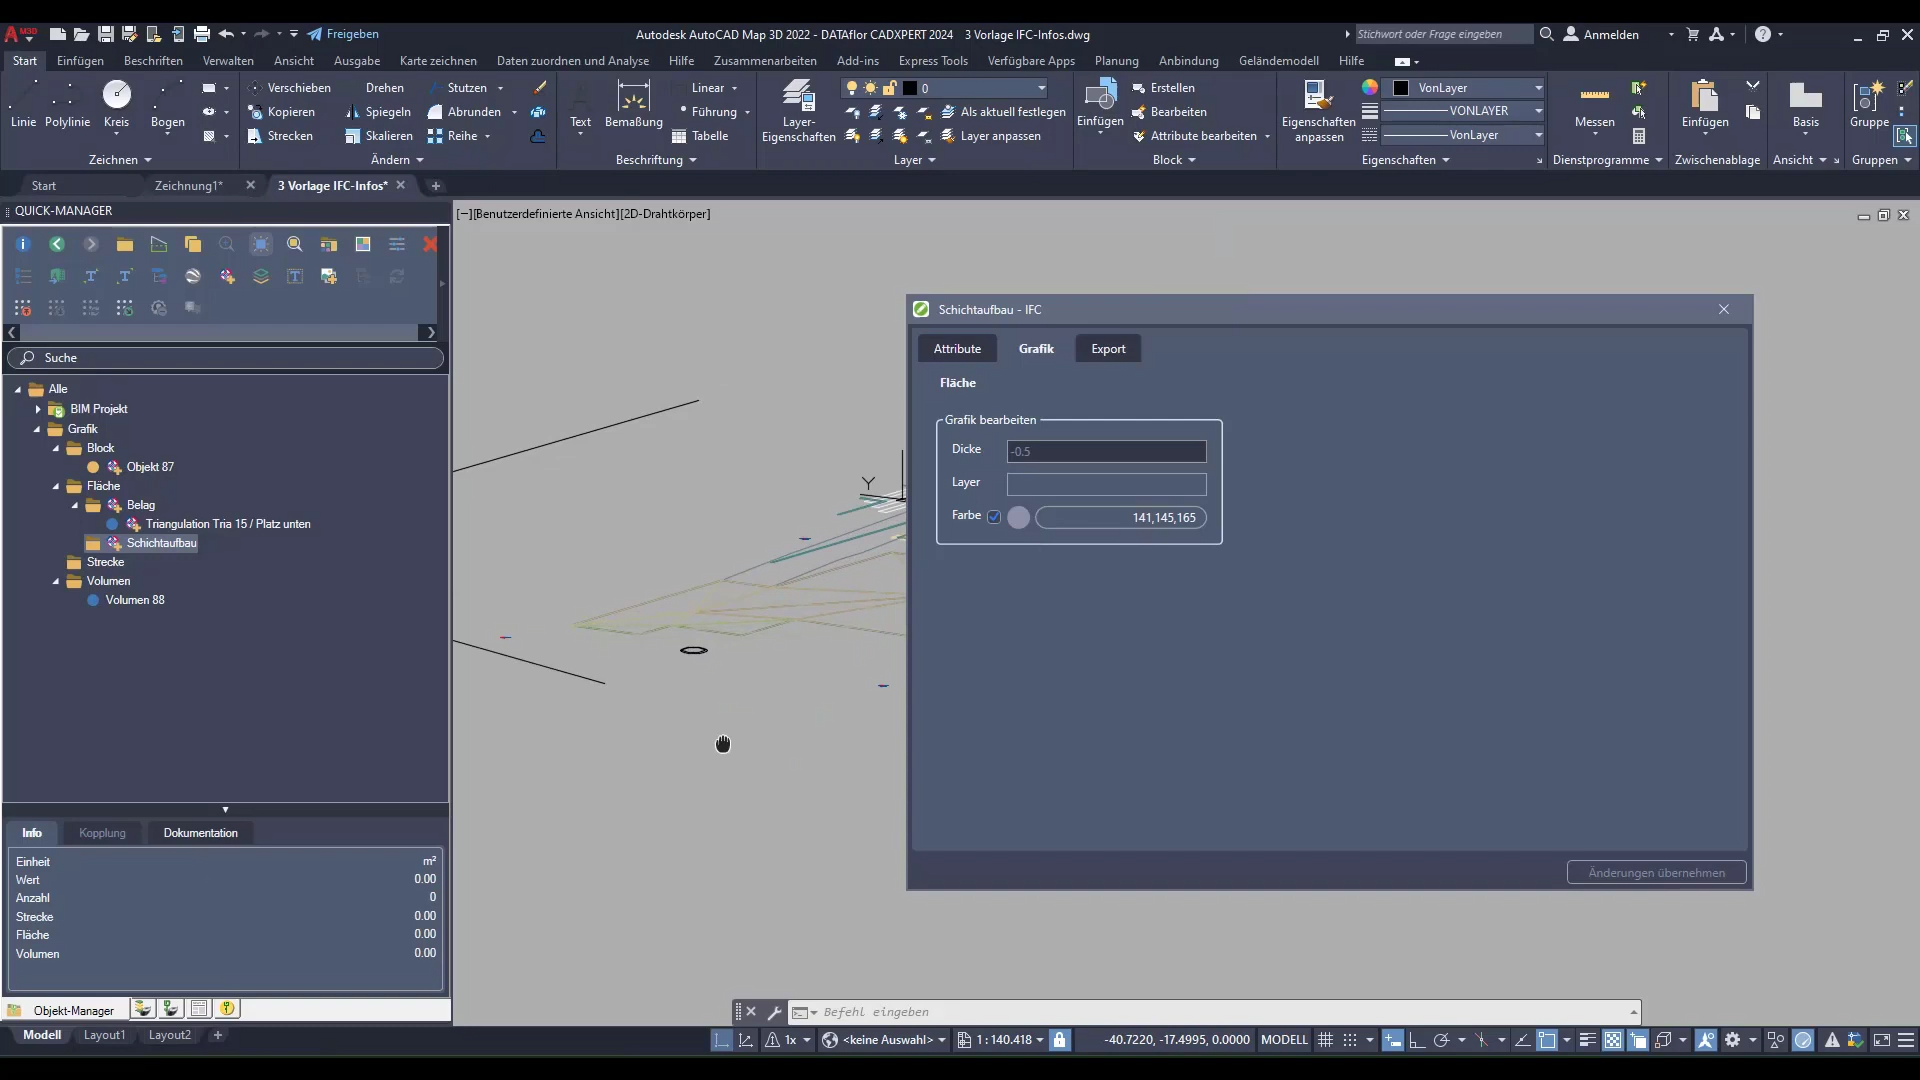 Autodesk AutoCAD Map 3D 2022 - DATAflor CADXPERT 2024 3 Vorlage IFC-Infos.dwg
Freigeben
Stichwort oder Frage eingeben
Anmelden
Start Einfügen Beschriften Verwalten Ansicht Ausgabe Karte zeichnen Daten zuordnen und Analyse Hilfe Zusammenarbeiten Add-ins Express Tools Verfügbare Apps Planung Anbindung Geländemodell Hilfe
Verschieben Drehen Stutzen Linear 0 Erstellen VonLayer
Kopieren Spiegeln Abrunden Führung Als aktuell festlegen Bearbeiten VONLAYER
Linie Polylinie Kreis Bogen Text Bemaßung Layer-Eigenschaften Einfügen Eigenschaften anpassen Messen Einfügen Basis Gruppe
Strecken Skalieren Reihe Tabelle Layer anpassen Attribute bearbeiten VonLayer
Zeichnen Ändern Beschriftung Layer Block Eigenschaften Dienstprogramme Zwischenablage Ansicht Gruppen
Start Zeichnung1* 3 Vorlage IFC-Infos*
QUICK-MANAGER
[−][Benutzerdefinierte Ansicht][2D-Drahtkörper]
Suche
Alle
BIM Projekt
Grafik
Block
Objekt 87
Fläche
Belag
Triangulation Tria 15 / Platz unten
Schichtaufbau
Strecke
Volumen
Volumen 88
Y
Schichtaufbau - IFC
Attribute Grafik Export
Fläche
Grafik bearbeiten
Dicke -0.5
Layer
Farbe 141,145,165
Änderungen übernehmen
Info Kopplung Dokumentation
Einheit m²
Wert 0.00
Anzahl 0
Strecke 0.00
Fläche 0.00
Volumen 0.00
Objekt-Manager
Befehl eingeben
Modell Layout1 Layout2
1x <keine Auswahl> 1:140.418 -40.7220, -17.4995, 0.0000 MODELL